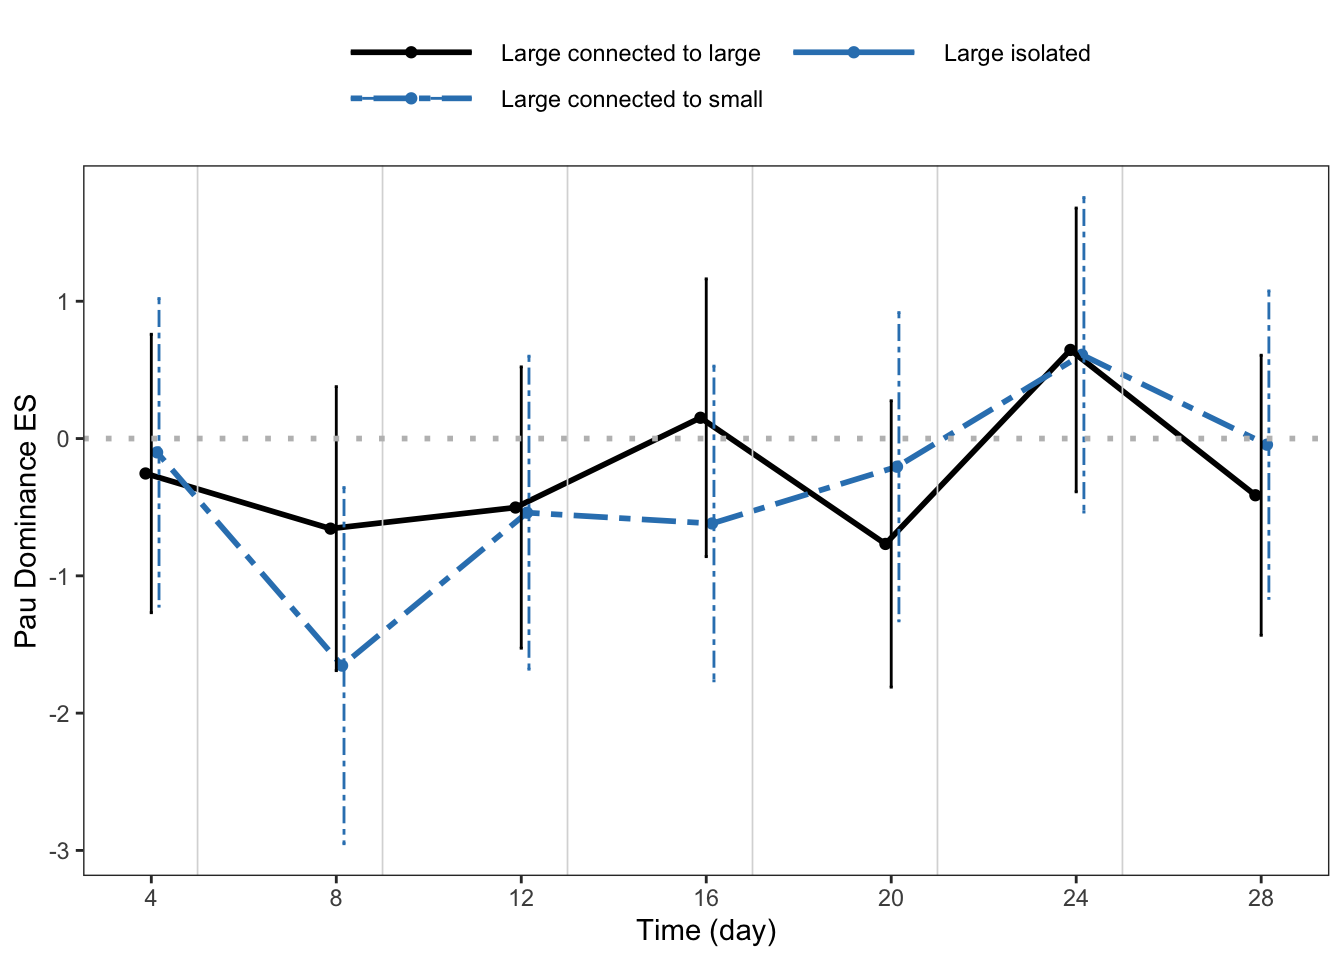 Large connected to large
Large isolated
Large connected to small
Pau Dominance ES
1
0
-1
-2
-3
4
8
12
16
20
24
28
Time (day)